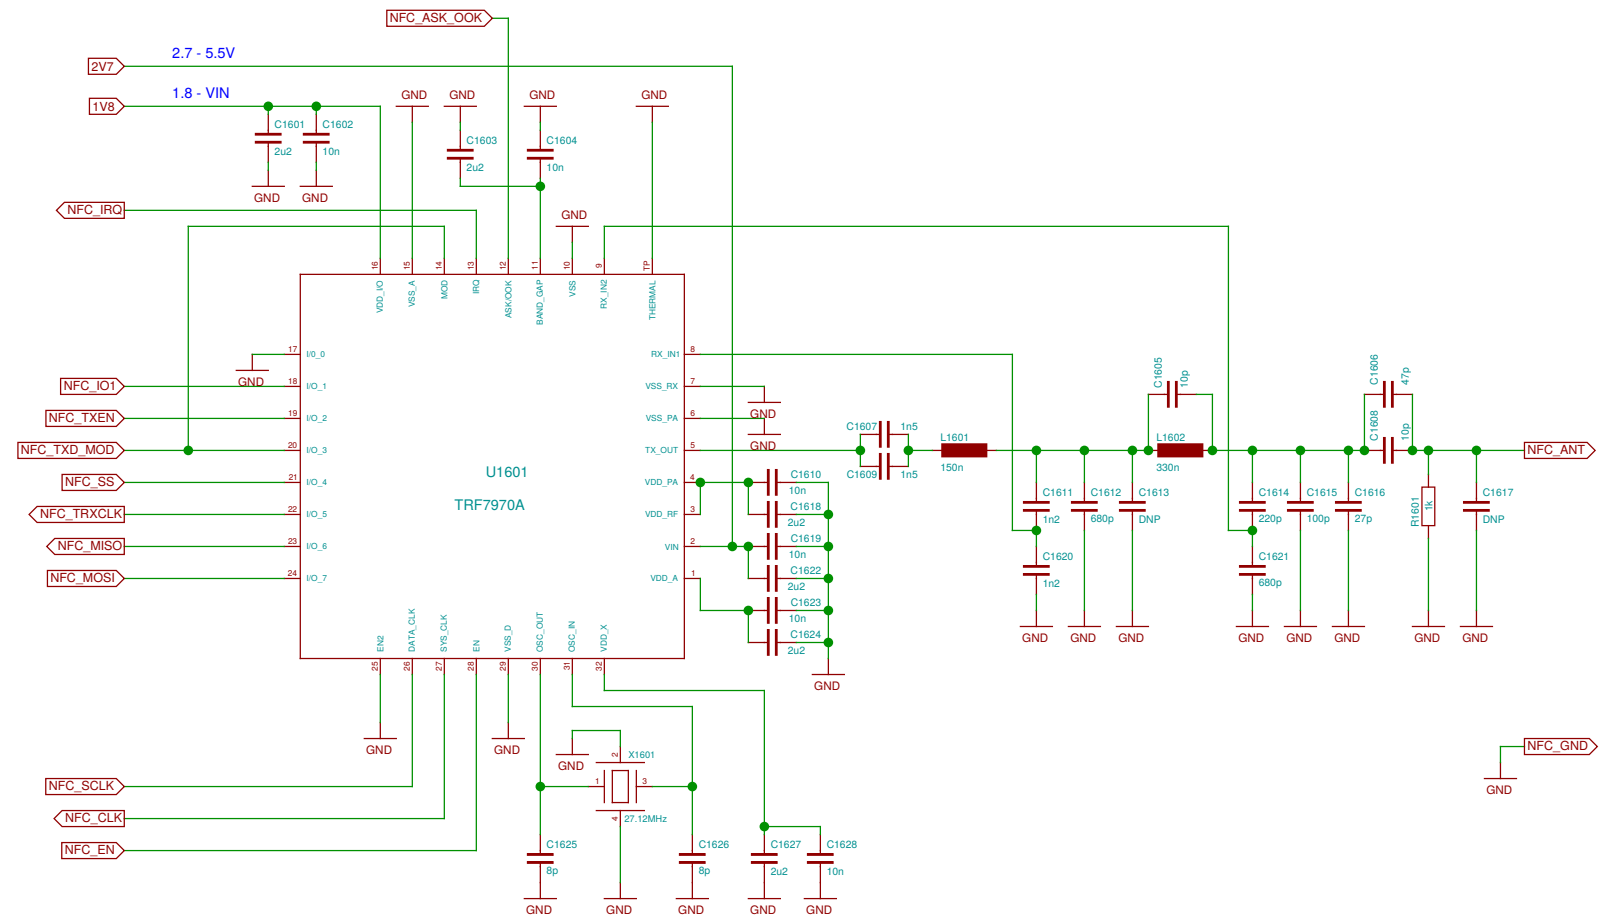 NFC_ASK_OOK
2.7 - 5.5V
2V7
1.8 - VIN
1V8
GND
GND
GND
GND
C1601
2u2
C1602
10n
C1603
2u2
C1604
10n
GND
GND
NFC_IRQ
GND
16
15
14
13
12
11
10
9
TP
VDD_I/O
VSS_A
MOD
IRQ
ASK/OOK
BAND_GAP
VSS
RX_IN2
THERMAL
17
I/0_0
GND
NFC_IO1
18
I/O_1
NFC_TXEN
19
I/O_2
NFC_TXD_MOD
20
I/O_3
NFC_SS
21
I/O_4
NFC_TRXCLK
22
I/O_5
NFC_MISO
23
I/O_6
NFC_MOSI
24
I/O_7
U1601
TRF7970A
RX_IN1
8
VSS_RX
7
GND
VSS_PA
6
GND
TX_OUT
5
VDD_PA
4
VDD_RF
3
VIN
2
VDD_A
1
C1607
1n5
C1609
1n5
L1601
150n
C1605
10p
L1602
330n
C1606
47p
C1608
10p
NFC_ANT
C1610
10n
C1618
2u2
C1619
10n
C1622
2u2
C1623
10n
C1624
2u2
GND
C1611
1n2
C1612
680p
C1613
DNP
C1614
220p
C1615
100p
C1616
27p
R1601
1k
C1617
DNP
C1620
1n2
C1621
680p
GND
GND
GND
GND
GND
GND
GND
GND
EN2
DATA_CLK
SYS_CLK
EN
VSS_D
OSC_OUT
OSC_IN
VDD_X
25
26
27
28
29
30
31
32
GND
GND
GND
X1601
2
1
3
4
27.12MHz
NFC_GND
GND
NFC_SCLK
NFC_CLK
NFC_EN
C1625
8p
C1626
8p
C1627
2u2
C1628
10n
GND
GND
GND
GND
GND